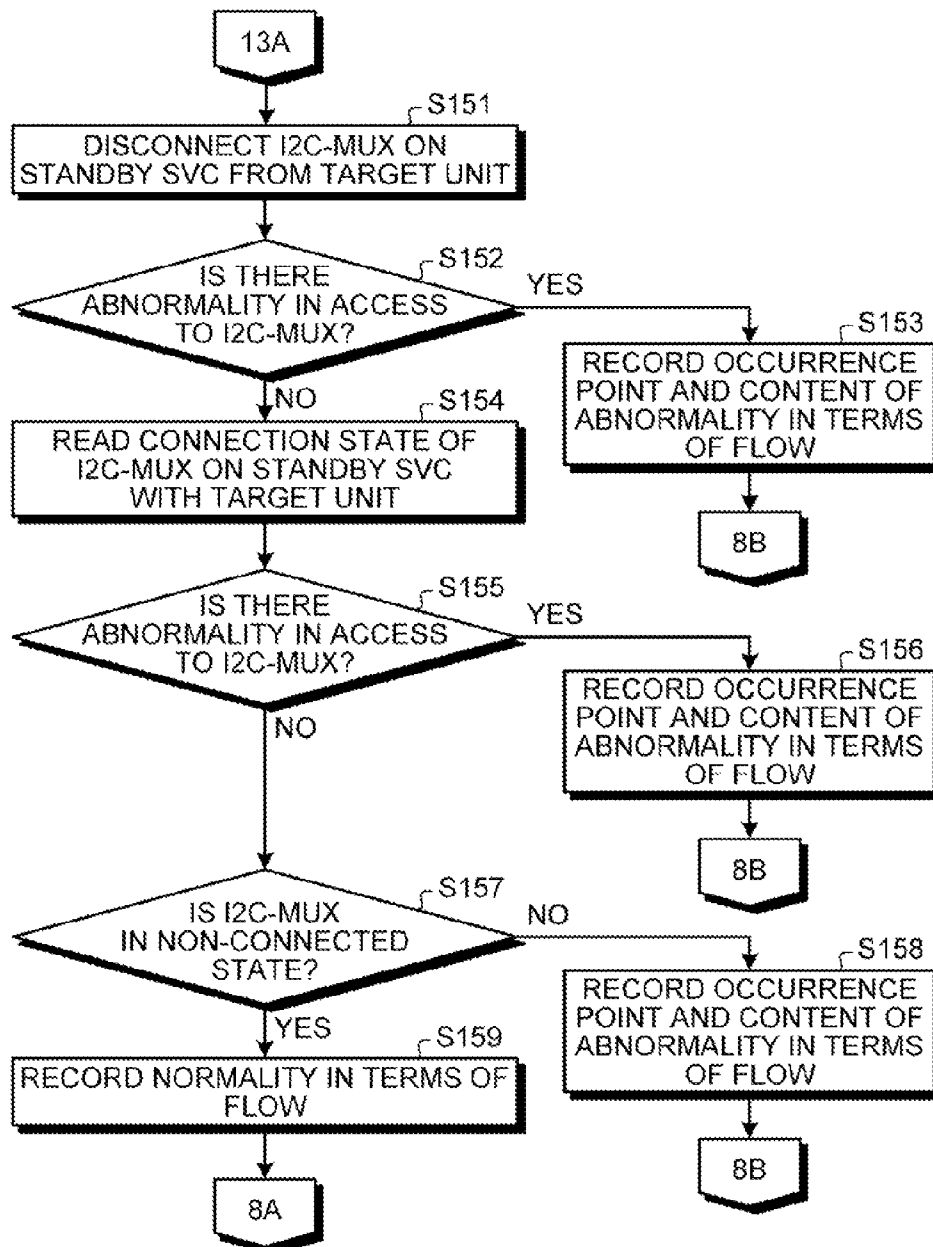 13A
S151
DISCONNECT I2C-MUX ON
STANDBY SVC FROM TARGET UNIT
S152
IS THERE
ABNORMALITY IN ACCESS
TO I2C-MUX?
YES
S153
RECORD OCCURRENCE
POINT AND CONTENT OF
ABNORMALITY IN TERMS
OF FLOW
8B
NO
S154
READ CONNECTION STATE OF
I2C-MUX ON STANDBY SVC
WITH TARGET UNIT
S155
IS THERE
ABNORMALITY IN ACCESS
TO I2C-MUX?
YES
S156
RECORD OCCURRENCE
POINT AND CONTENT OF
ABNORMALITY IN TERMS
OF FLOW
8B
NO
S157
IS I2C-MUX
IN NON-CONNECTED
STATE?
NO
S158
RECORD OCCURRENCE
POINT AND CONTENT OF
ABNORMALITY IN TERMS
OF FLOW
8B
YES
S159
RECORD NORMALITY IN TERMS OF
FLOW
8A